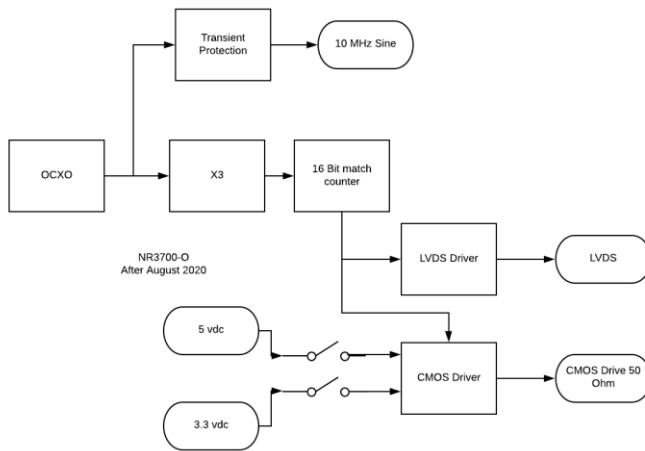 Transient
Protection
10 MHz Sine
OCXO
X3
16 Bit match
counter
NR3700-O
After August 2020
LVDS Driver
LVDS
5 vdc
CMOS Driver
CMOS Drive 50
Ohm
3.3 vdc